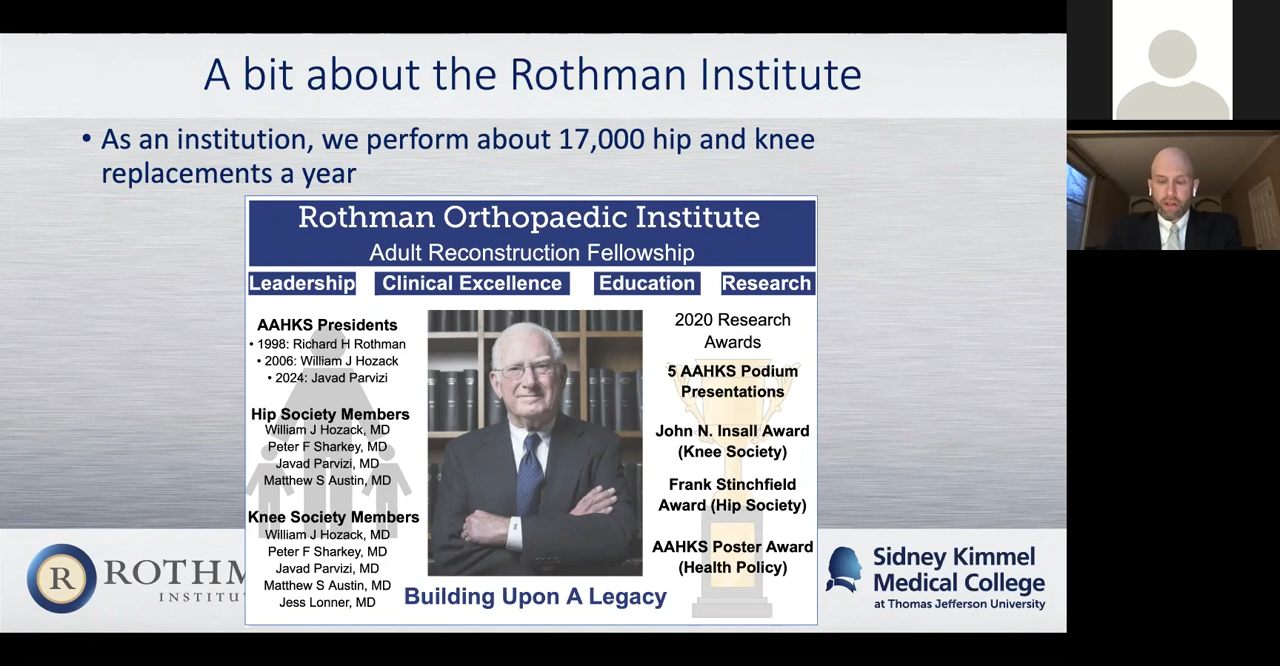 A bit about the Rothman Institute
• As an institution, we perform about 17,000 hip and knee
replacements a year
Rothman Orthopaedic Institute
Adult Reconstruction Fellowship
Leadership
Clinical Excellence
Education
Research
AAHKS Presidents
• 1998: Richard H Rothman
• 2006: William J Hozack
• 2024: Javad Parvizi
Hip Society Members
William J Hozack, MD
Peter F Sharkey, MD
Javad Parvizi, MD
Matthew S Austin, MD
Knee Society Members
William J Hozack, MD
Peter F Sharkey, MD
Javad Parvizi, MD
Matthew S Austin, MD
Jess Lonner, MD
Building Upon A Legacy
2020 Research
Awards
5 AAHKS Podium
Presentations
John N. Insall Award
(Knee Society)
Frank Stinchfield
Award (Hip Society)
AAHKS Poster Award
(Health Policy)
R
ROTHM
INSTITU
Sidney Kimmel
Medical College
at Thomas Jefferson University